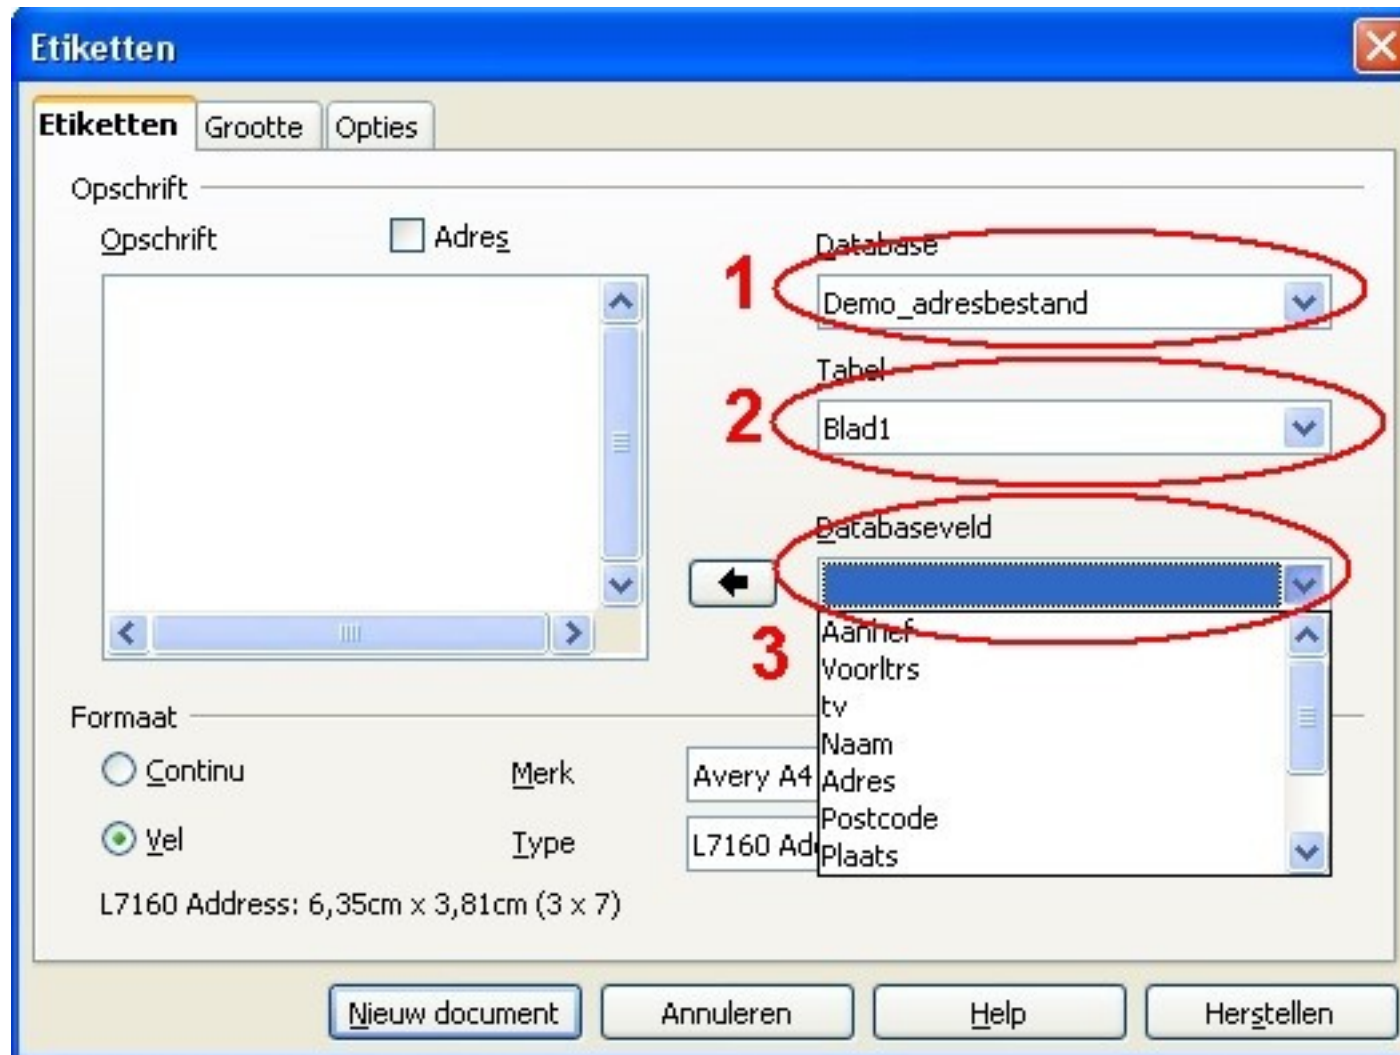 Etiketten
Etiketten Grootte Opties
Opschrift
Opschrift Adres Database
1 Demo_adresbestand
Tabel
2 Blad1
Databaseveld
3 Aanhef
Voorltrs
tv
Naam
Adres
Postcode
Plaats
Formaat
Continu Merk Avery A4
Vel Type L7160 Ad
L7160 Address: 6,35cm x 3,81cm (3 x 7)
Nieuw document Annuleren Help Herstellen